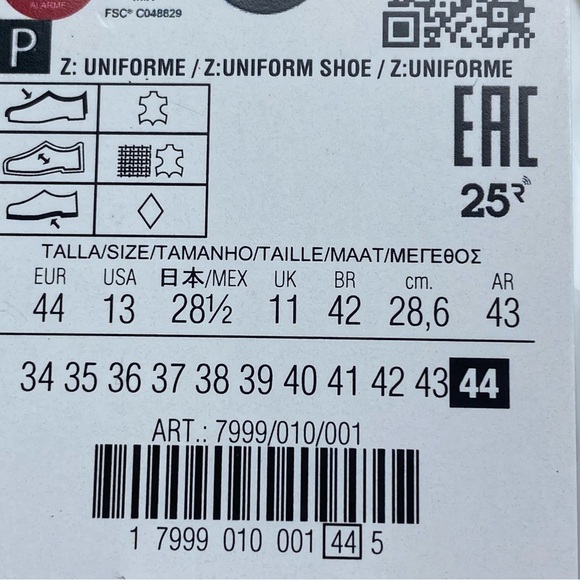 ALARME
FSC® C048829
P
Z: UNIFORME / Z:UNIFORM SHOE / Z:UNIFORME
EAC
25R
TALLA/SIZE/TAMANHO/TAILLE/MAAT/ΜΕΓΕΘΟΣ
EUR USA 日本/MEX UK BR cm. AR
44 13 28½ 11 42 28,6 43
34 35 36 37 38 39 40 41 42 43 44
ART.: 7999/010/001
1 7999 010 001 44 5